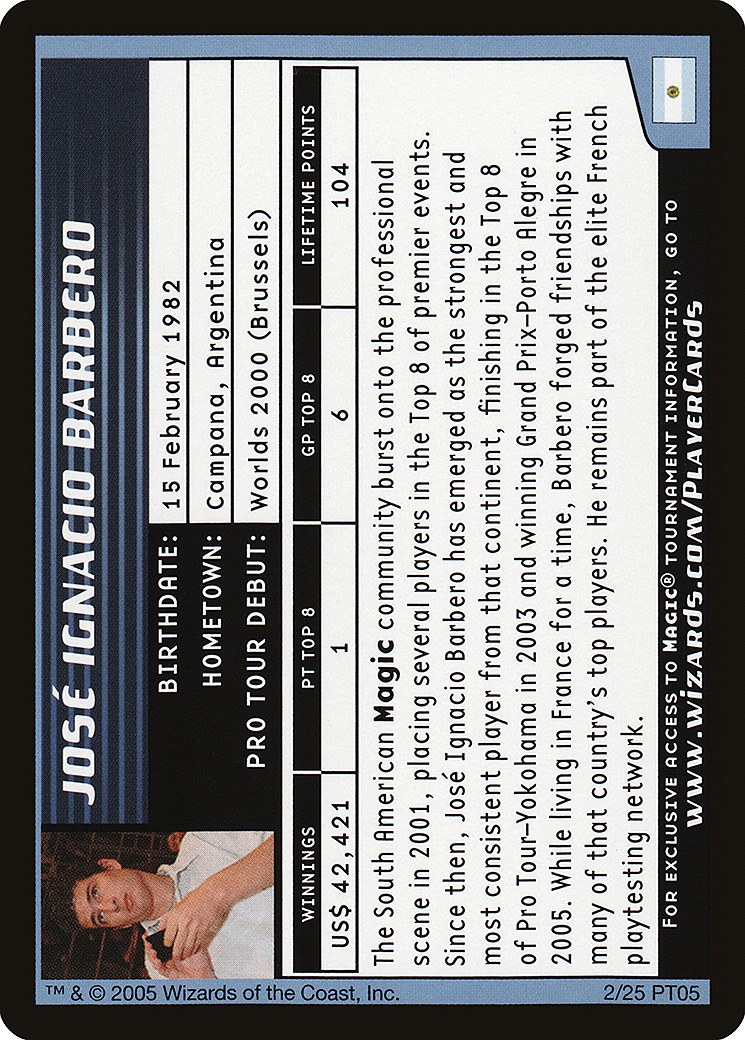 JOSÉ IGNACIO BARBERO
BIRTHDATE: 15 February 1982
HOMETOWN: Campana, Argentina
PRO TOUR DEBUT: Worlds 2000 (Brussels)
WINNINGS PT TOP 8 GP TOP 8 LIFETIME POINTS
US$ 42,421 1 6 104
The South American Magic community burst onto the professional
scene in 2001, placing several players in the Top 8 of premier events.
Since then, José Ignacio Barbero has emerged as the strongest and
most consistent player from that continent, finishing in the Top 8
of Pro Tour–Yokohama in 2003 and winning Grand Prix–Porto Alegre in
2005. While living in France for a time, Barbero forged friendships with
many of that country's top players. He remains part of the elite French
playtesting network.
FOR EXCLUSIVE ACCESS TO MAGIC® TOURNAMENT INFORMATION, GO TO
www.wizards.com/PlayerCards
™ & © 2005 Wizards of the Coast, Inc.
2/25 PT05